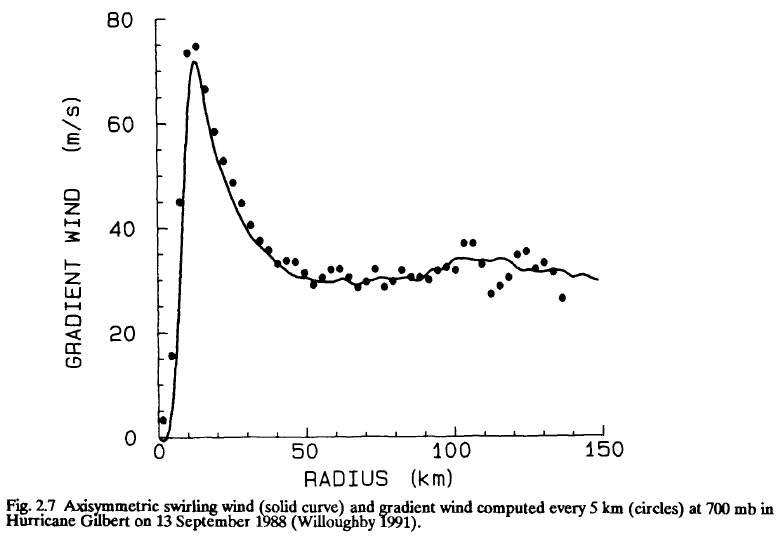 80
60
40
20
0
GRADIENT WIND (m/s)
0 50 100 150
RADIUS (km)
Fig. 2.7 Axisymmetric swirling wind (solid curve) and gradient wind computed every 5 km (circles) at 700 mb in
Hurricane Gilbert on 13 September 1988 (Willoughby 1991).